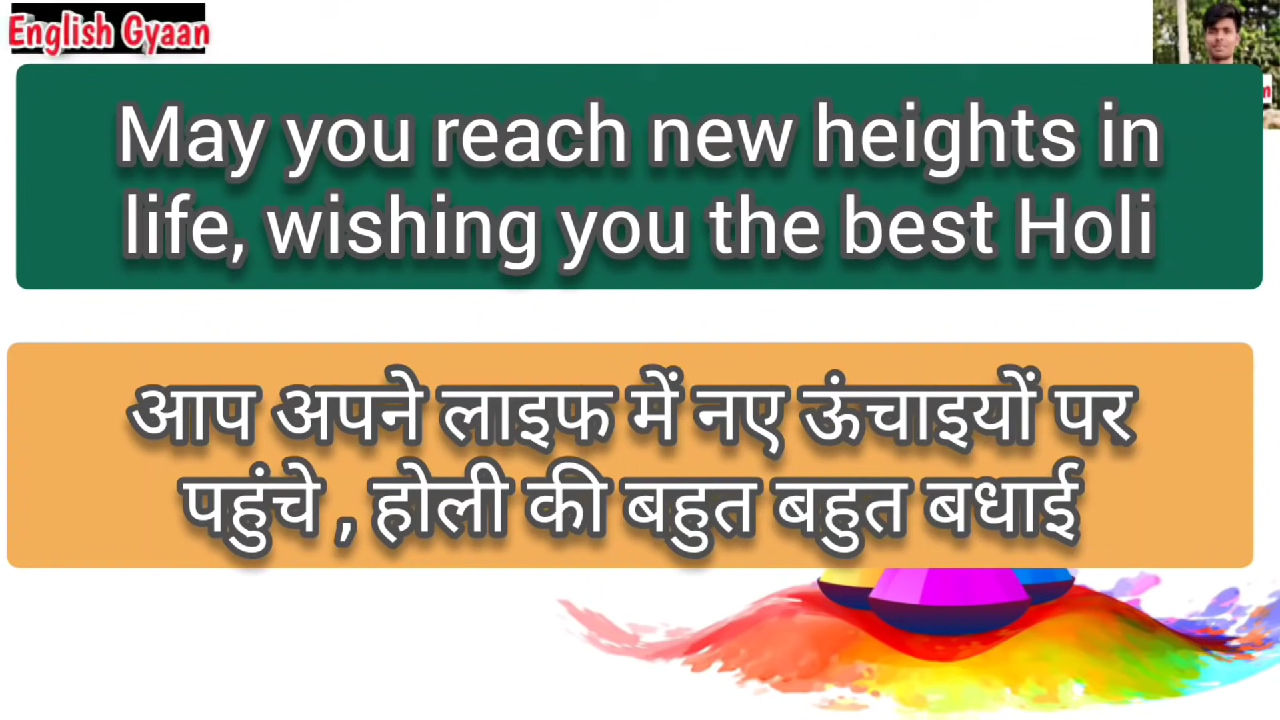 English Gyaan
May you reach new heights in
life, wishing you the best Holi
आप अपने लाइफ में नए ऊंचाइयों पर
पहुंचे , होली की बहुत बहुत बधाई